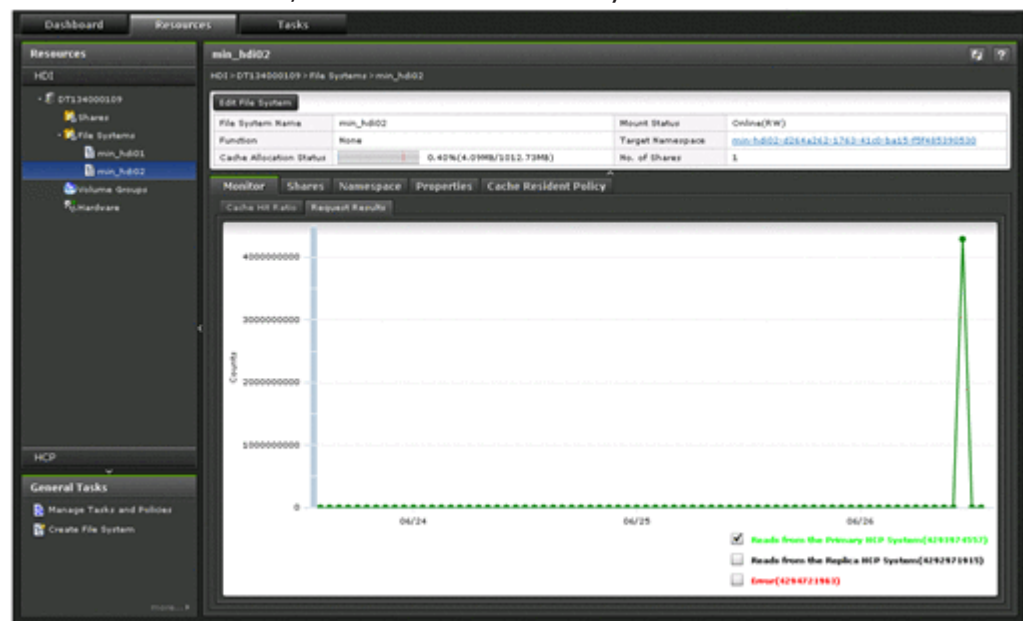 Dashboard Resources Tasks
Resources
HDI
DT134000109
Shares
File Systems
min_hdi01
min_hdi02
Volume Groups
Hardware
HCP
General Tasks
Manage Tasks and Policies
Create File System
more...
min_hdi02
HDI > DT134000109 > File Systems > min_hdi02
Edit File System
File System Name min_hdi02 Mount Status Online(RW)
Function None Target Namespace
Cache Allocation Status 0.40%(4.09MB/1012.73MB) No. of Shares 1
Monitor Shares Namespace Properties Cache Resident Policy
Cache Hit Ratio Request Results
4000000000
3000000000
2000000000
1000000000
0
Counts
06/24 06/25 06/26
Reads from the Primary HCP System(4293974557)
Reads from the Replica HCP System(4292971915)
Error(4294721963)